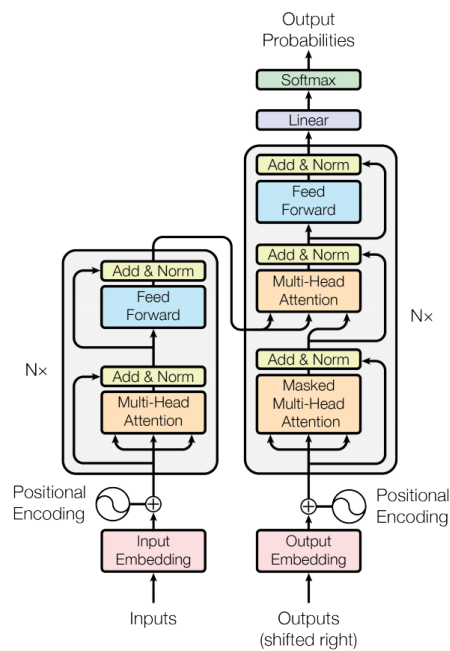 Output
Probabilities
Softmax
Linear
Add & Norm
Feed
Forward
Add & Norm
Multi-Head
Attention
Add & Norm
Masked
Multi-Head
Attention
N×
Positional
Encoding
Output
Embedding
Outputs
(shifted right)
Add & Norm
Feed
Forward
Add & Norm
Multi-Head
Attention
N×
Positional
Encoding
Input
Embedding
Inputs